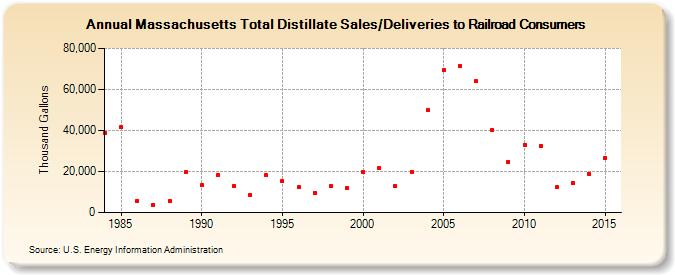 Annual Massachusetts Total Distillate Sales/Deliveries to Railroad Consumers
Thousand Gallons
80,000
60,000
40,000
20,000
0
1985 1990 1995 2000 2005 2010 2015
Source: U.S. Energy Information Administration